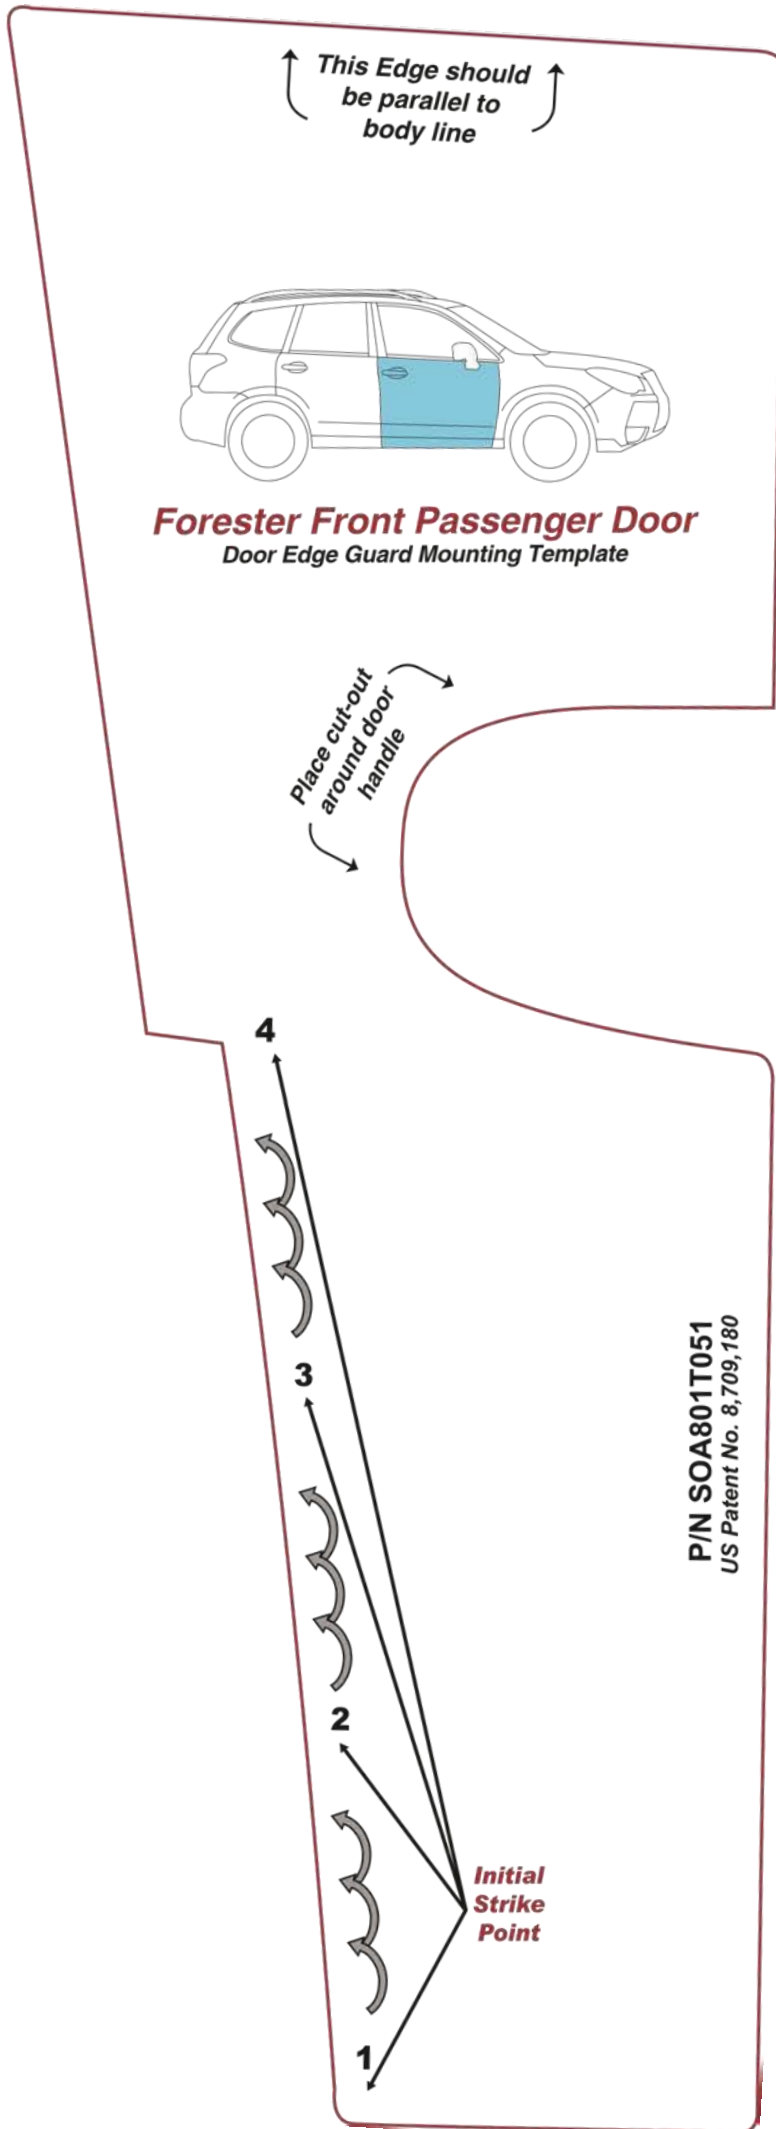 This Edge should
be parallel to
body line
Forester Front Passenger Door
Door Edge Guard Mounting Template
Place cut-out
around door
handle
4
3
P/N SOA801T051
US Patent No. 8,709,180
2
Initial
Strike
Point
1